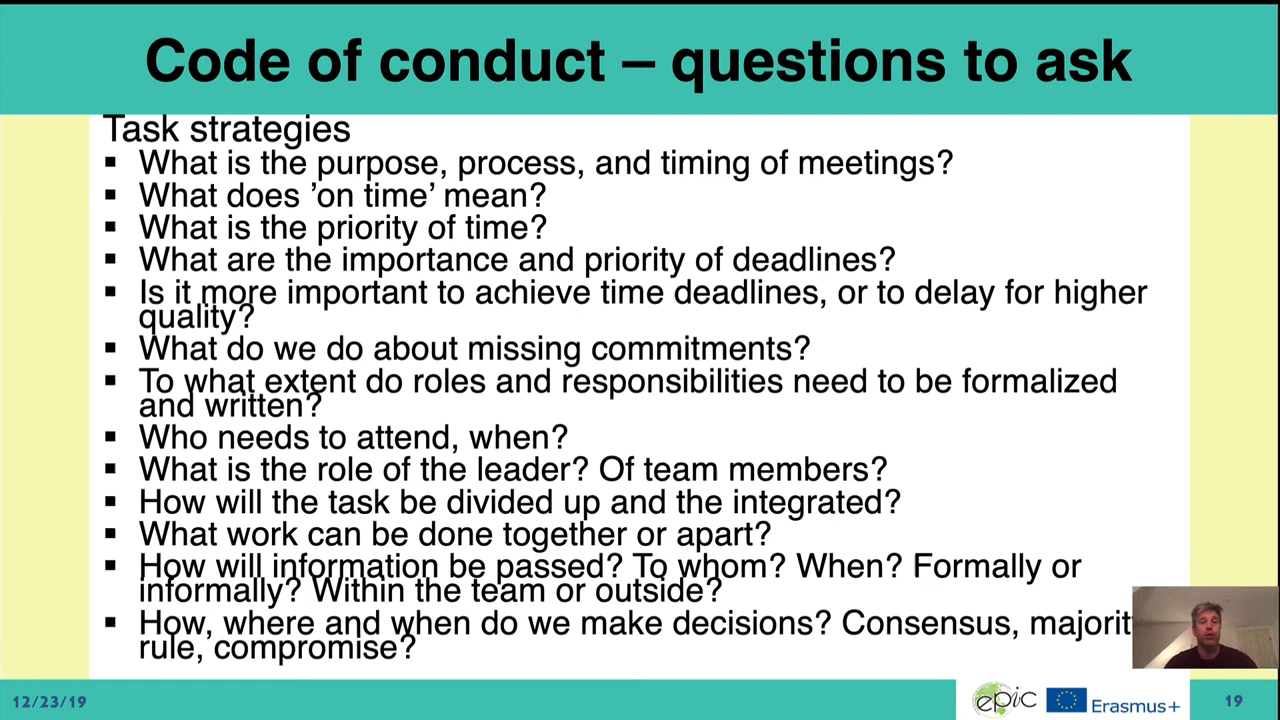 Code of conduct – questions to ask
Task strategies
▪ What is the purpose, process, and timing of meetings?
▪ What does ’on time’ mean?
▪ What is the priority of time?
▪ What are the importance and priority of deadlines?
▪ Is it more important to achieve time deadlines, or to delay for higher
quality?
▪ What do we do about missing commitments?
▪ To what extent do roles and responsibilities need to be formalized
and written?
▪ Who needs to attend, when?
▪ What is the role of the leader? Of team members?
▪ How will the task be divided up and the integrated?
▪ What work can be done together or apart?
▪ How will information be passed? To whom? When? Formally or
informally? Within the team or outside?
▪ How, where and when do we make decisions? Consensus, majorit
rule, compromise?
12/23/19
epic
Erasmus+
19